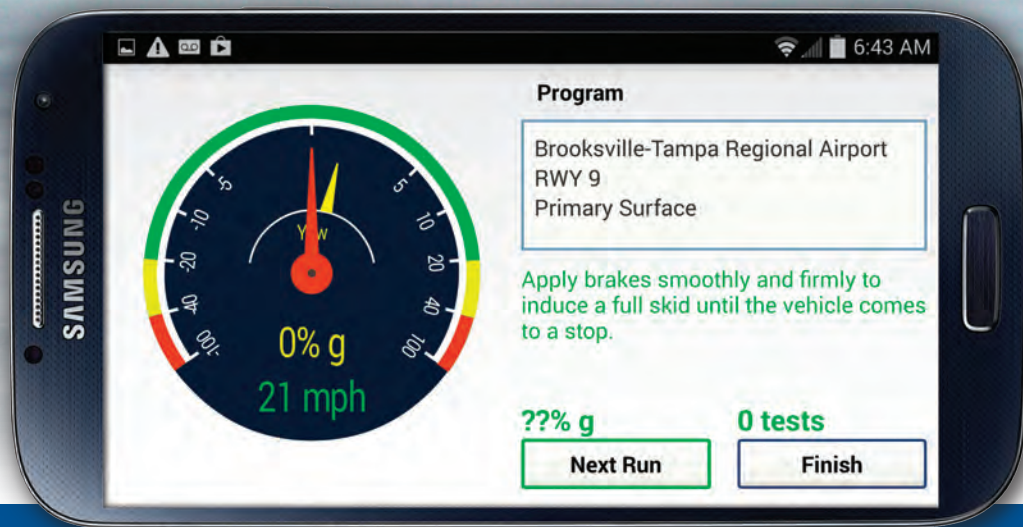 6:43 AM
SAMSUNG
-100
-40
-20
-10
-5
5
10
20
40
100
Yaw
0% g
21 mph
Program
Brooksville-Tampa Regional Airport
RWY 9
Primary Surface
Apply brakes smoothly and firmly to
induce a full skid until the vehicle comes
to a stop.
??% g
0 tests
Next Run
Finish